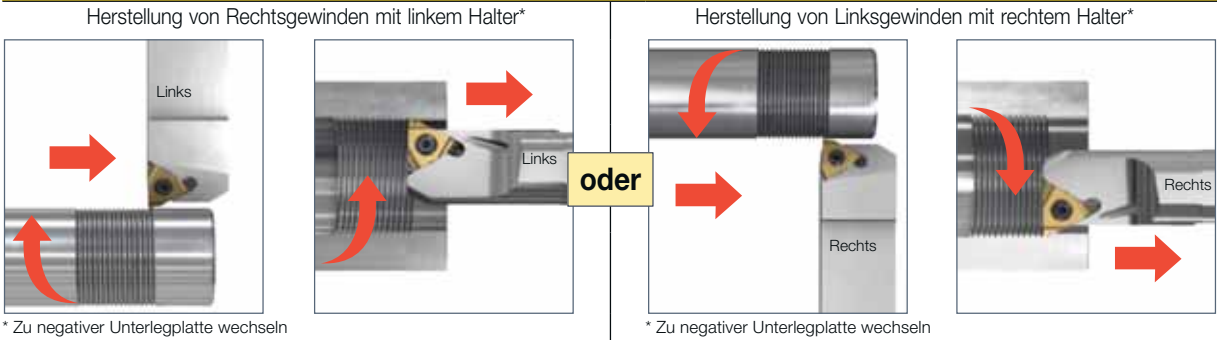 Herstellung von Rechtsgewinden mit linkem Halter*
Links
Links
* Zu negativer Unterlegplatte wechseln
oder
Herstellung von Linksgewinden mit rechtem Halter*
Rechts
Rechts
* Zu negativer Unterlegplatte wechseln